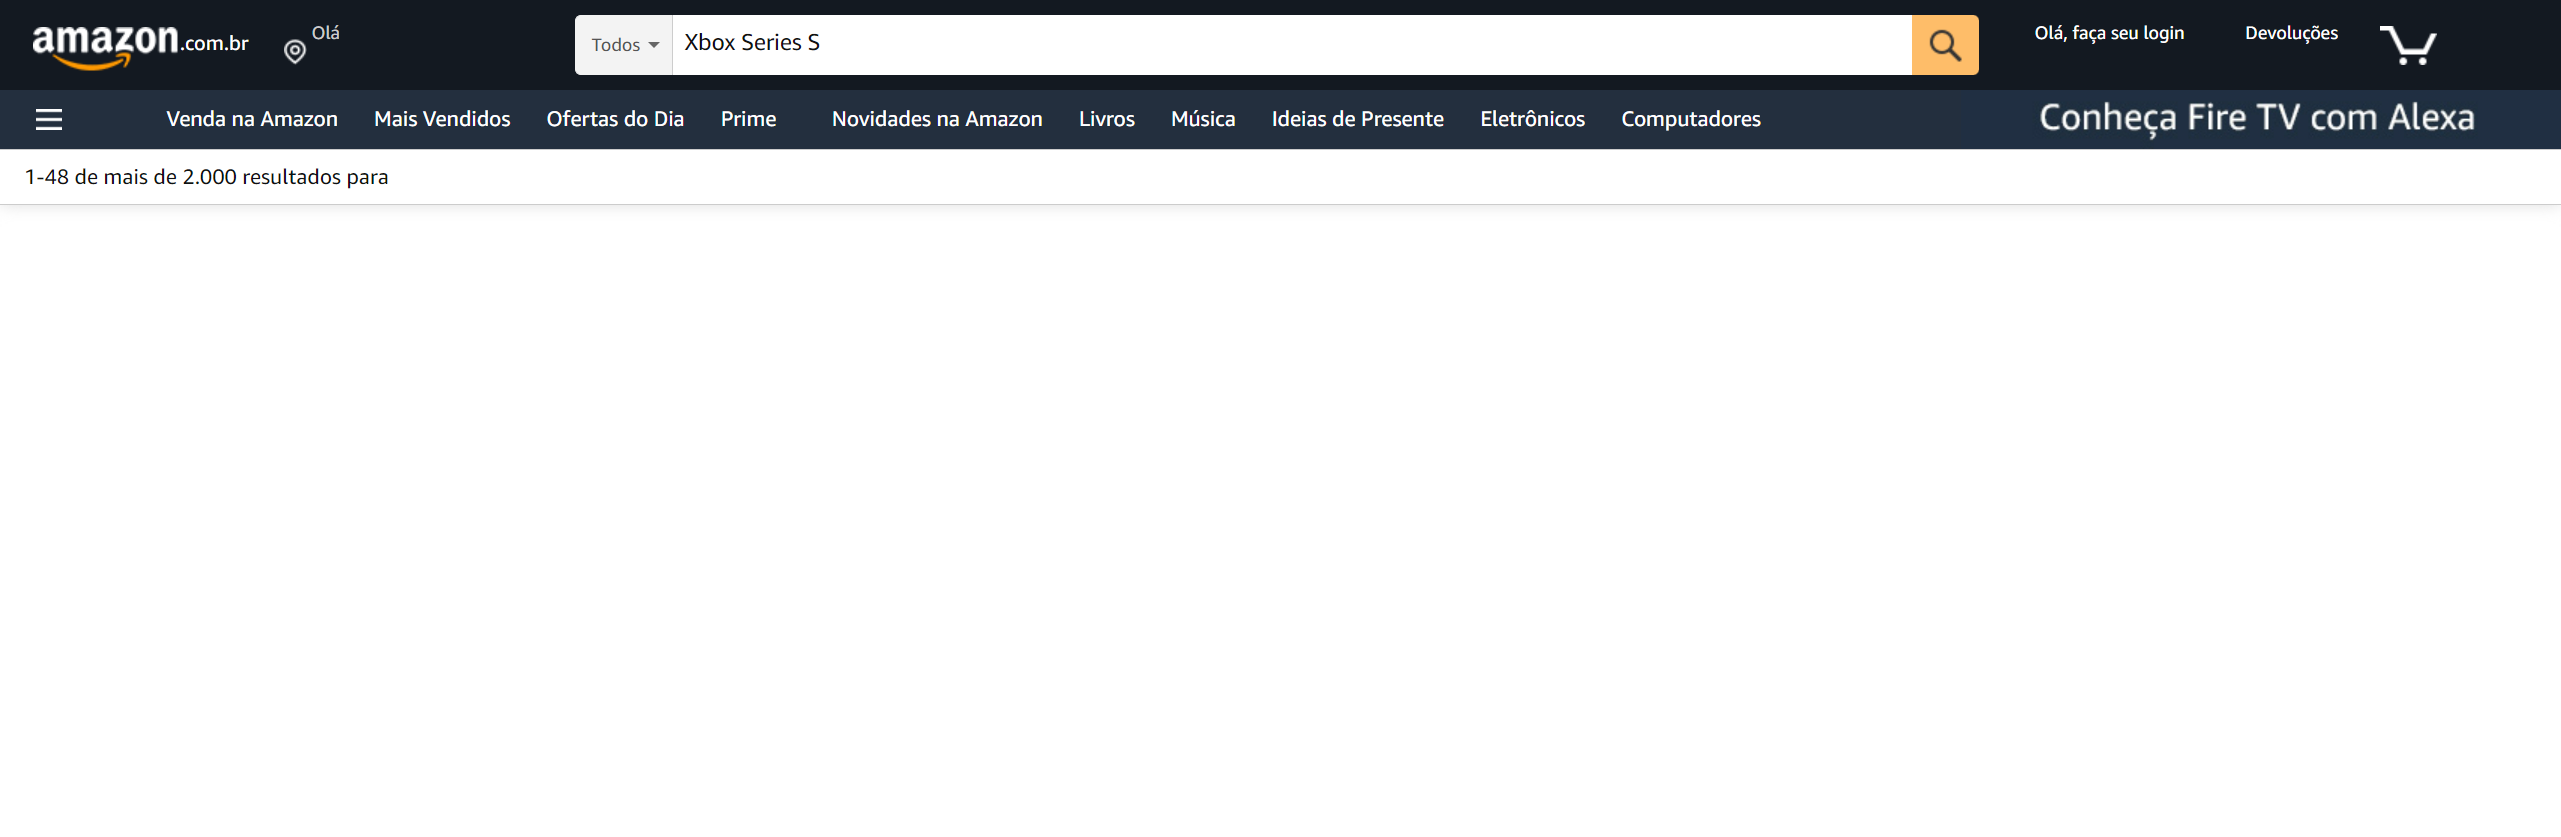 amazon.com.br
Olá
Todos
Xbox Series S
Olá, faça seu login
Devoluções
Venda na Amazon
Mais Vendidos
Ofertas do Dia
Prime
Novidades na Amazon
Livros
Música
Ideias de Presente
Eletrônicos
Computadores
Conheça Fire TV com Alexa
1-48 de mais de 2.000 resultados para